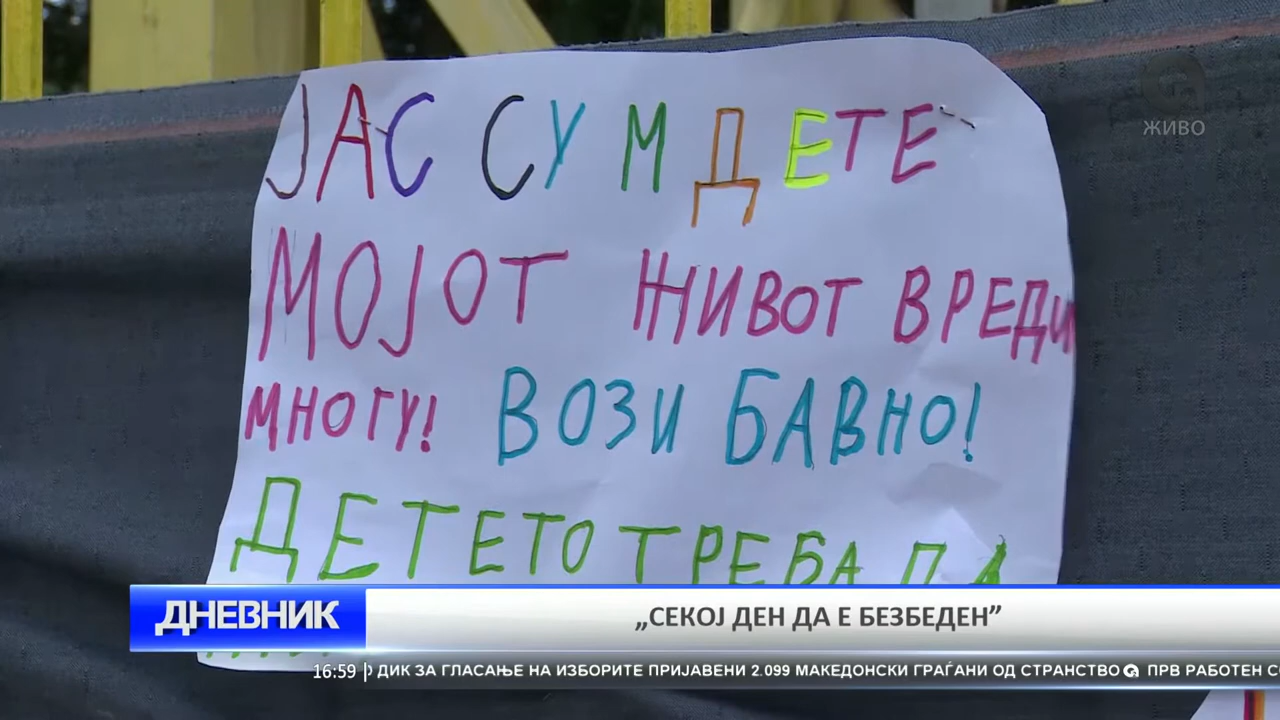 ЖИВО
ЈАС СУМ ДЕТЕ
МОЈОТ ЖИВОТ ВРЕДИ
МНОГУ! ВОЗИ БАВНО!
ДЕТЕТО ТРЕБА ДА
ДНЕВНИК
„СЕКОЈ ДЕН ДА Е БЕЗБЕДЕН”
16:59 ДИК ЗА ГЛАСАЊЕ НА ИЗБОРИТЕ ПРИЈАВЕНИ 2.099 МАКЕДОНСКИ ГРАЃАНИ ОД СТРАНСТВО ПРВ РАБОТЕН